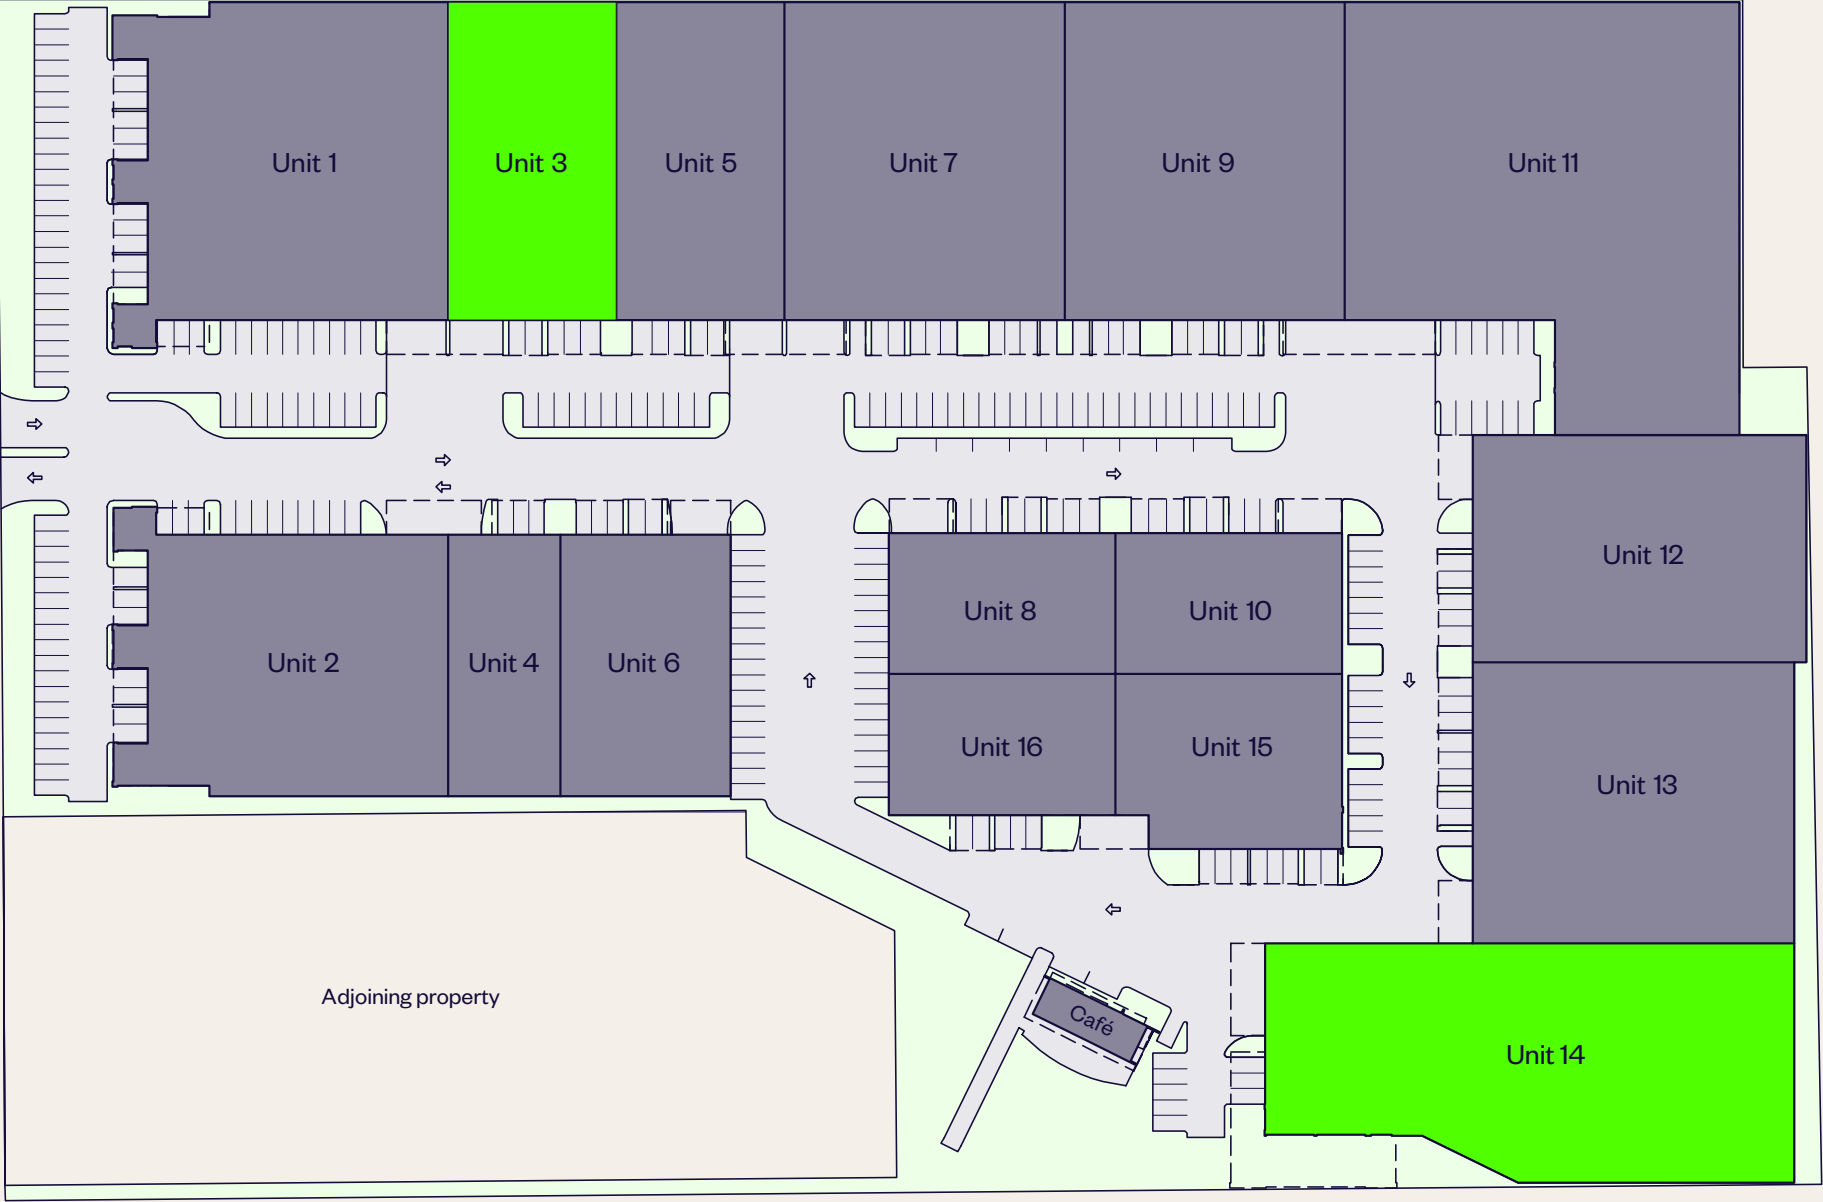 Unit 1
Unit 3
Unit 5
Unit 7
Unit 9
Unit 11
Unit 12
Unit 8
Unit 10
Unit 2
Unit 4
Unit 6
Unit 16
Unit 15
Unit 13
Adjoining property
Café
Unit 14